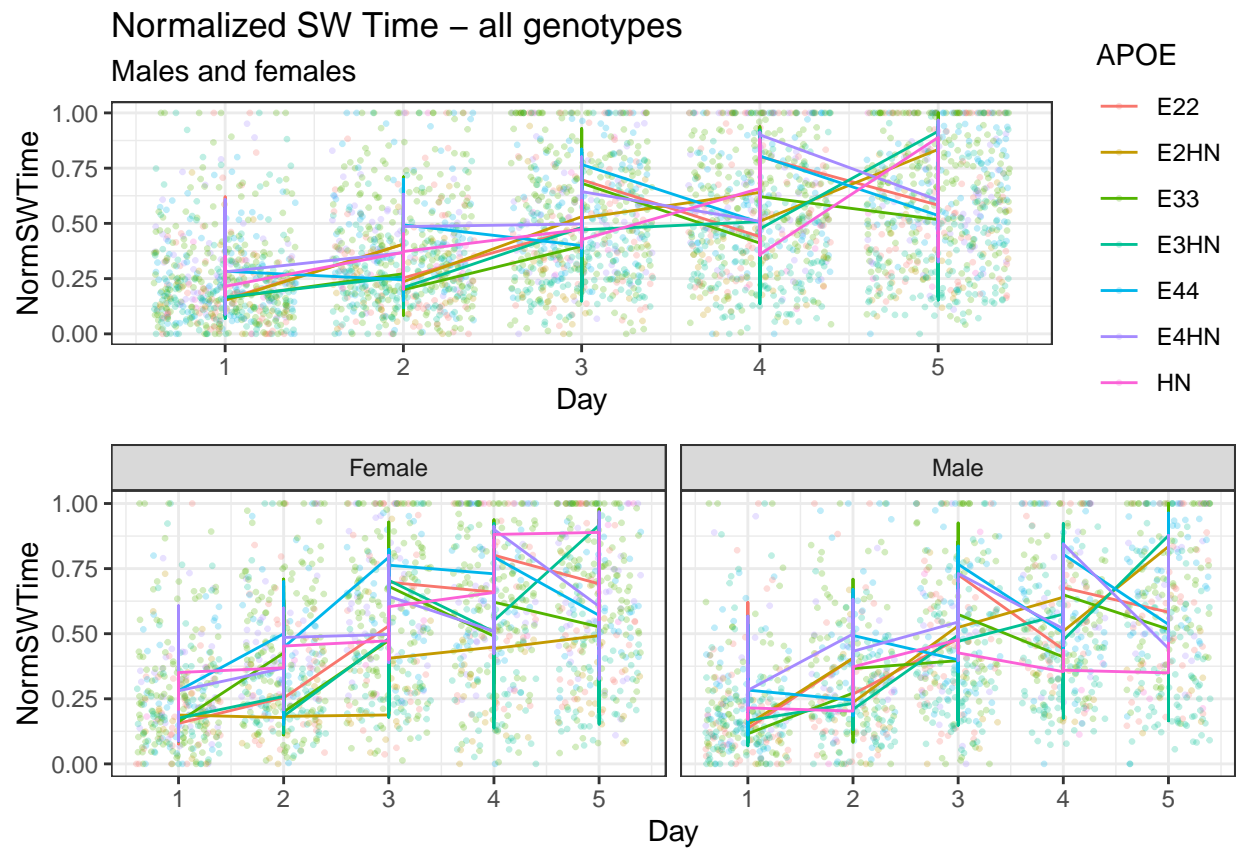 Normalized SW Time – all genotypes
Males and females
APOE
E22
E2HN
E33
E3HN
E44
E4HN
HN
NormSWTime
1.00
0.75
0.50
0.25
0.00
1 2 3 4 5
Day
Female Male
NormSWTime
1.00
0.75
0.50
0.25
0.00
1 2 3 4 5 1 2 3 4 5
Day